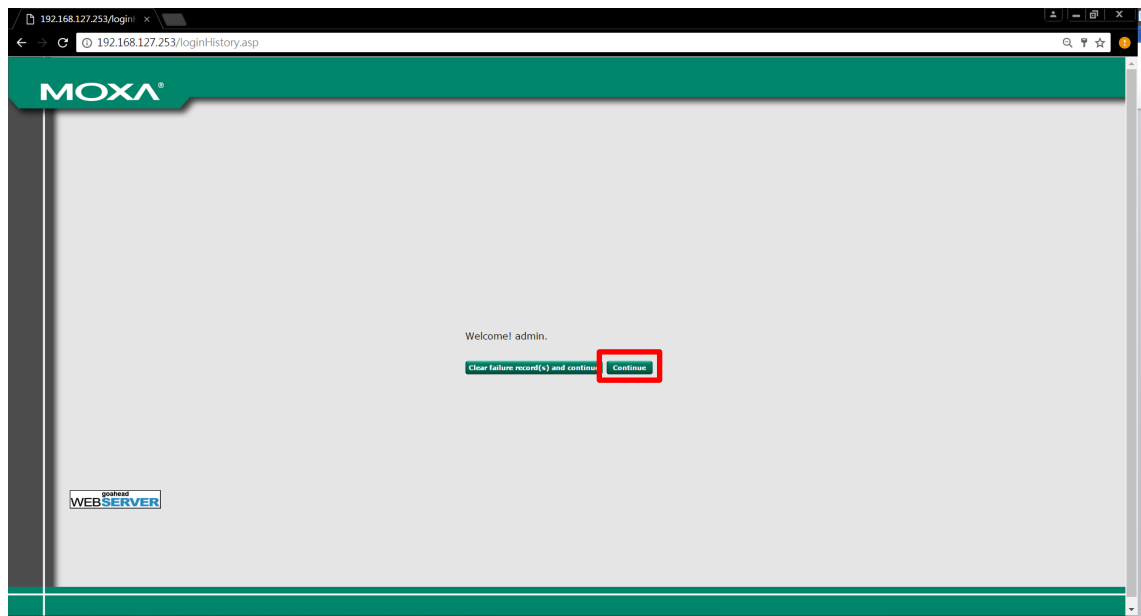 192.168.127.253/loginH
192.168.127.253/loginHistory.asp
MOXA®
Welcome! admin.
Clear failure record(s) and continue Continue
goahead
WEBSERVER